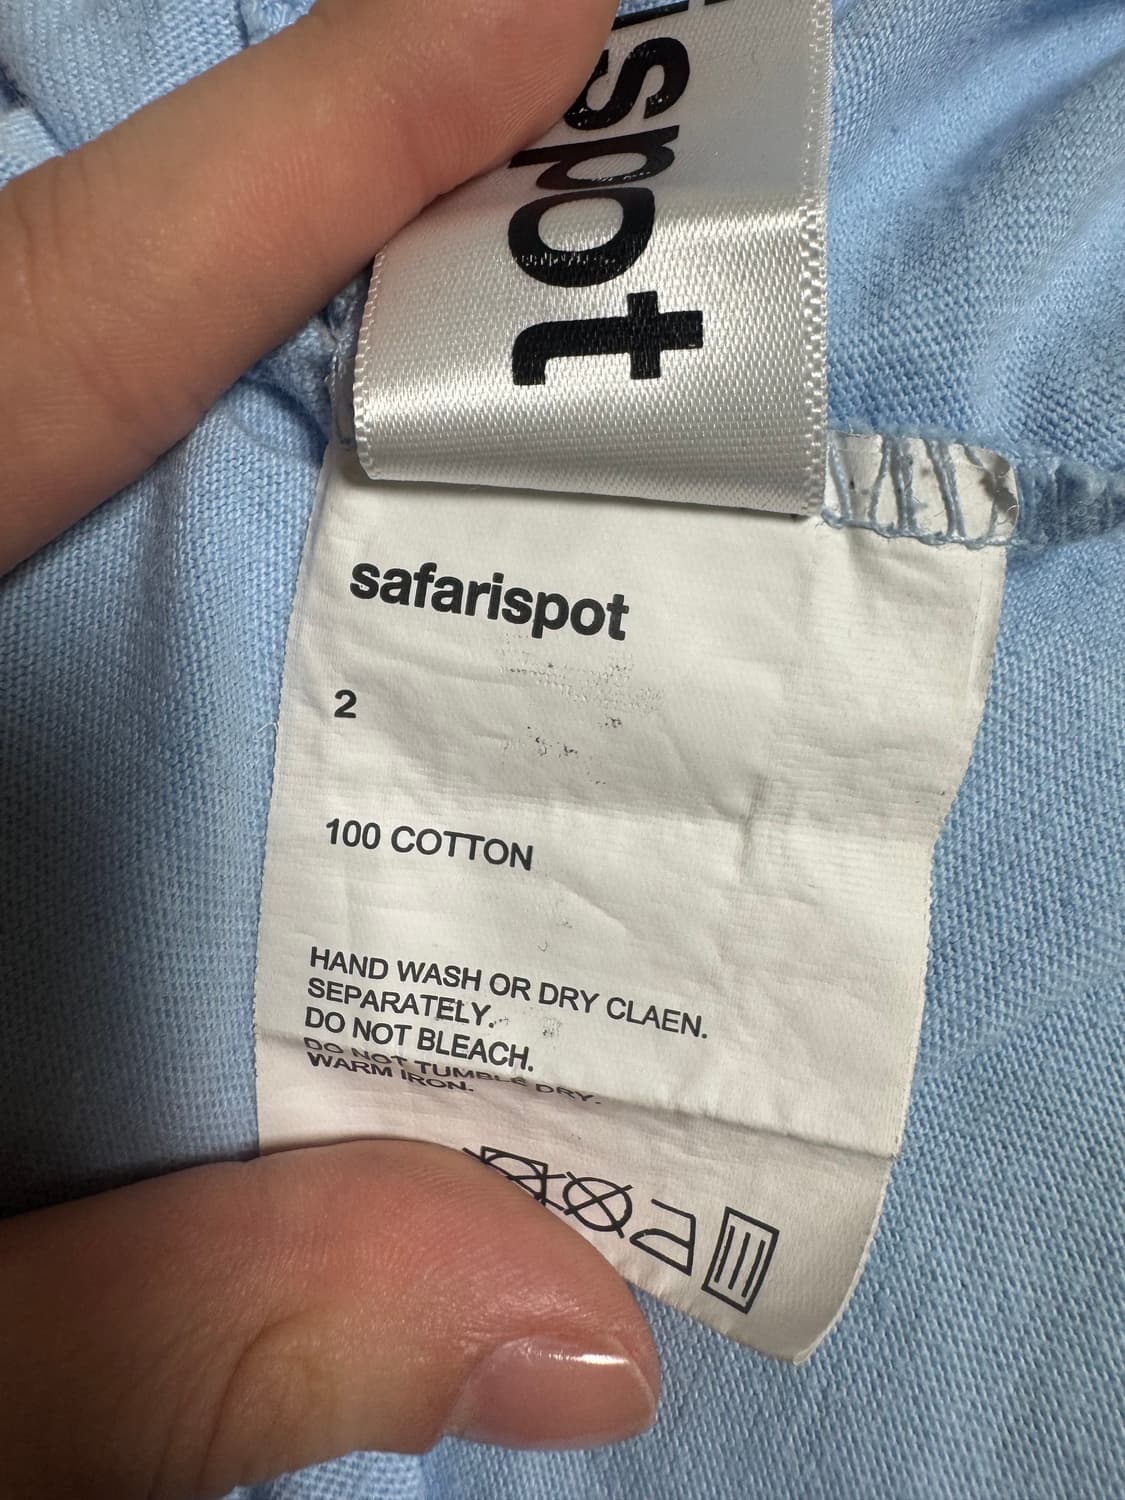 ispot
safarispot
2
100 COTTON
HAND WASH OR DRY CLAEN.
SEPARATELY.
DO NOT BLEACH.
DO NOT TUMBLE DRY.
WARM IRON.